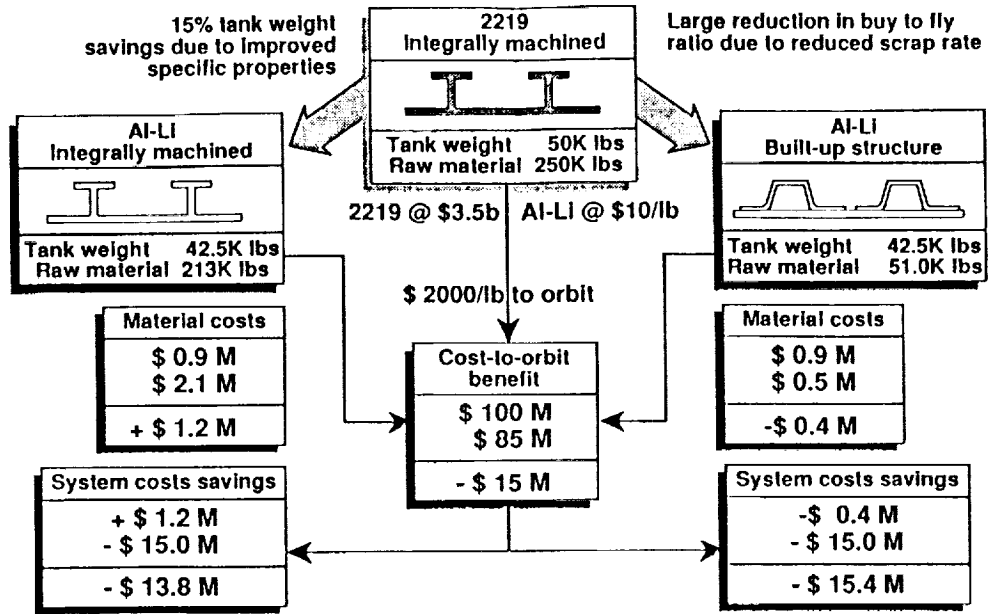 15% tank weight
savings due to improved
specific properties
2219
Integrally machined
Tank weight 50K lbs
Raw material 250K lbs
Large reduction in buy to fly
ratio due to reduced scrap rate
Al-Li
Integrally machined
Tank weight 42.5K lbs
Raw material 213K lbs
Al-Li
Built-up structure
Tank weight 42.5K lbs
Raw material 51.0K lbs
2219 @ $3.5b
Al-Li @ $10/lb
$ 2000/lb to orbit
Material costs
$ 0.9 M
$ 2.1 M
+ $ 1.2 M
Cost-to-orbit
benefit
$ 100 M
$ 85 M
- $ 15 M
Material costs
$ 0.9 M
$ 0.5 M
-$ 0.4 M
System costs savings
+ $ 1.2 M
- $ 15.0 M
- $ 13.8 M
System costs savings
-$ 0.4 M
- $ 15.0 M
- $ 15.4 M